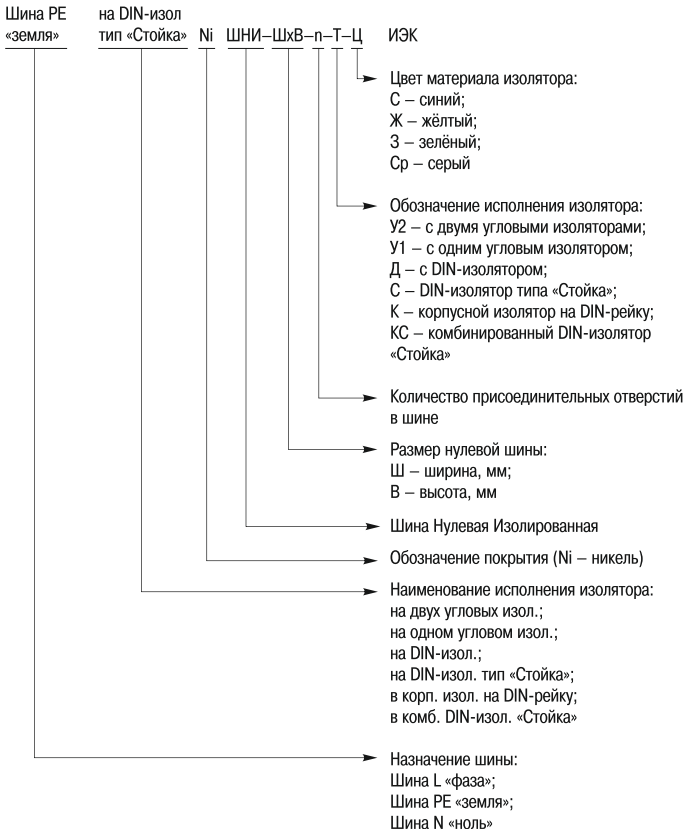 Шина PE на DIN-изол
«земля» тип «Стойка» Ni ШНИ–ШxВ–n–Т–Ц ИЭК
Цвет материала изолятора:
С – синий;
Ж – жёлтый;
З – зелёный;
Ср – серый
Обозначение исполнения изолятора:
У2 – с двумя угловыми изоляторами;
У1 – с одним угловым изолятором;
Д – с DIN-изолятором;
С – DIN-изолятор типа «Стойка»;
К – корпусной изолятор на DIN-рейку;
КС – комбинированный DIN-изолятор
«Стойка»
Количество присоединительных отверстий
в шине
Размер нулевой шины:
Ш – ширина, мм;
В – высота, мм
Шина Нулевая Изолированная
Обозначение покрытия (Ni – никель)
Наименование исполнения изолятора:
на двух угловых изол.;
на одном угловом изол.;
на DIN-изол.;
на DIN-изол. тип «Стойка»;
в корп. изол. на DIN-рейку;
в комб. DIN-изол. «Стойка»
Назначение шины:
Шина L «фаза»;
Шина PE «земля»;
Шина N «ноль»